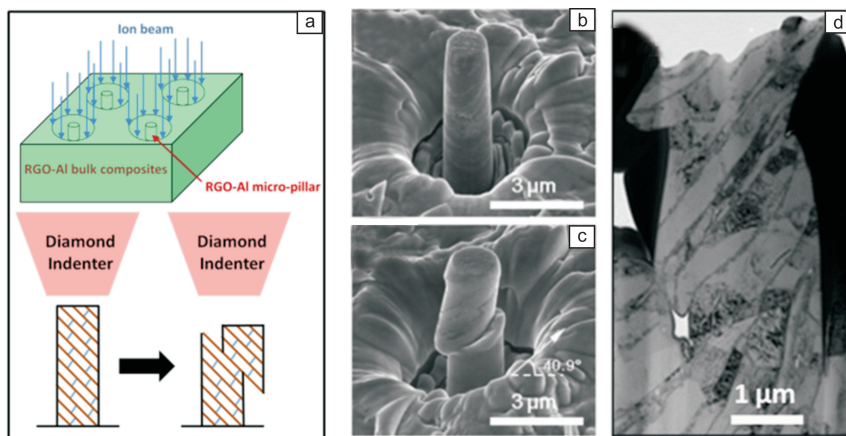 a
Ion beam
RGO-Al bulk composites
RGO-Al micro-pillar
Diamond
Indenter
Diamond
Indenter
b
3 μm
c
40.9°
3 μm
d
1 μm